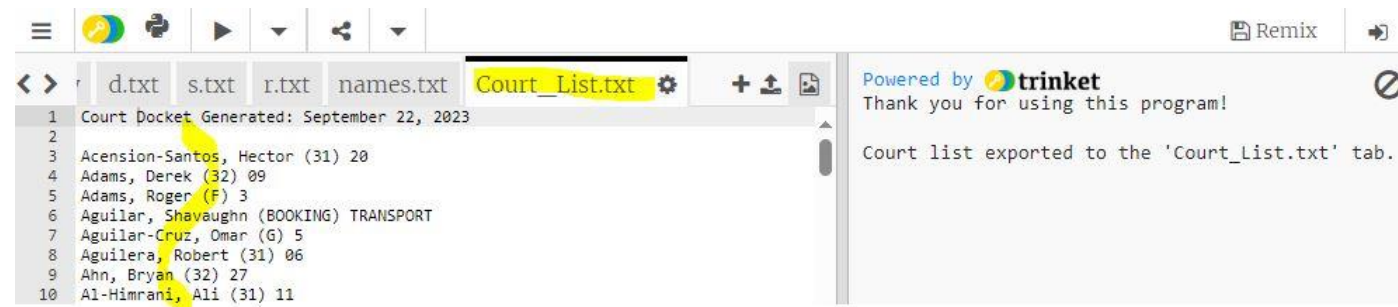 Remix
d.txt s.txt r.txt names.txt Court_List.txt
1 Court Docket Generated: September 22, 2023
2
3 Acension-Santos, Hector (31) 20
4 Adams, Derek (32) 09
5 Adams, Roger (F) 3
6 Aguilar, Shavaughn (BOOKING) TRANSPORT
7 Aguilar-Cruz, Omar (G) 5
8 Aguilera, Robert (31) 06
9 Ahn, Bryan (32) 27
10 Al-Himrani, Ali (31) 11
Powered by trinket
Thank you for using this program!
Court list exported to the 'Court_List.txt' tab.